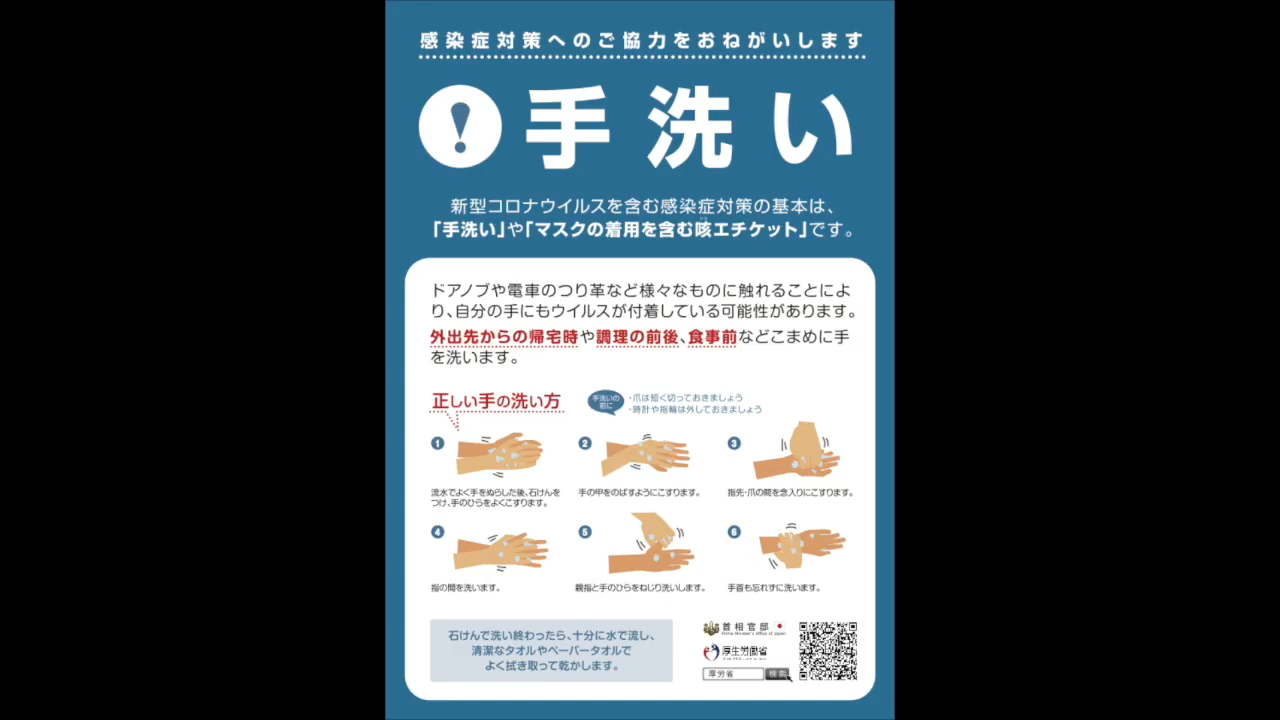 感染症対策へのご協力をおねがいします
手洗い
新型コロナウイルスを含む感染症対策の基本は、
「手洗い」や「マスクの着用を含む咳エチケット」です。
ドアノブや電車のつり革など様々なものに触れることによ
り、自分の手にもウイルスが付着している可能性があります。
外出先からの帰宅時や調理の前後、食事前などこまめに手
を洗います。
正しい手の洗い方
手洗いの
前に
・爪は短く切っておきましょう
・時計や指輪は外しておきましょう
1
流水でよく手をぬらした後、石けんを
つけ、手のひらをよくこすります。
2
手の甲をのばすようにこすります。
3
指先・爪の間を念入りにこすります。
4
指の間を洗います。
5
親指と手のひらをねじり洗いします。
6
手首も忘れずに洗います。
石けんで洗い終わったら、十分に水で流し、
清潔なタオルやペーパータオルで
よく拭き取って乾かします。
首相官邸
Prime Minister's Office of Japan
厚生労働省
厚労省 検索